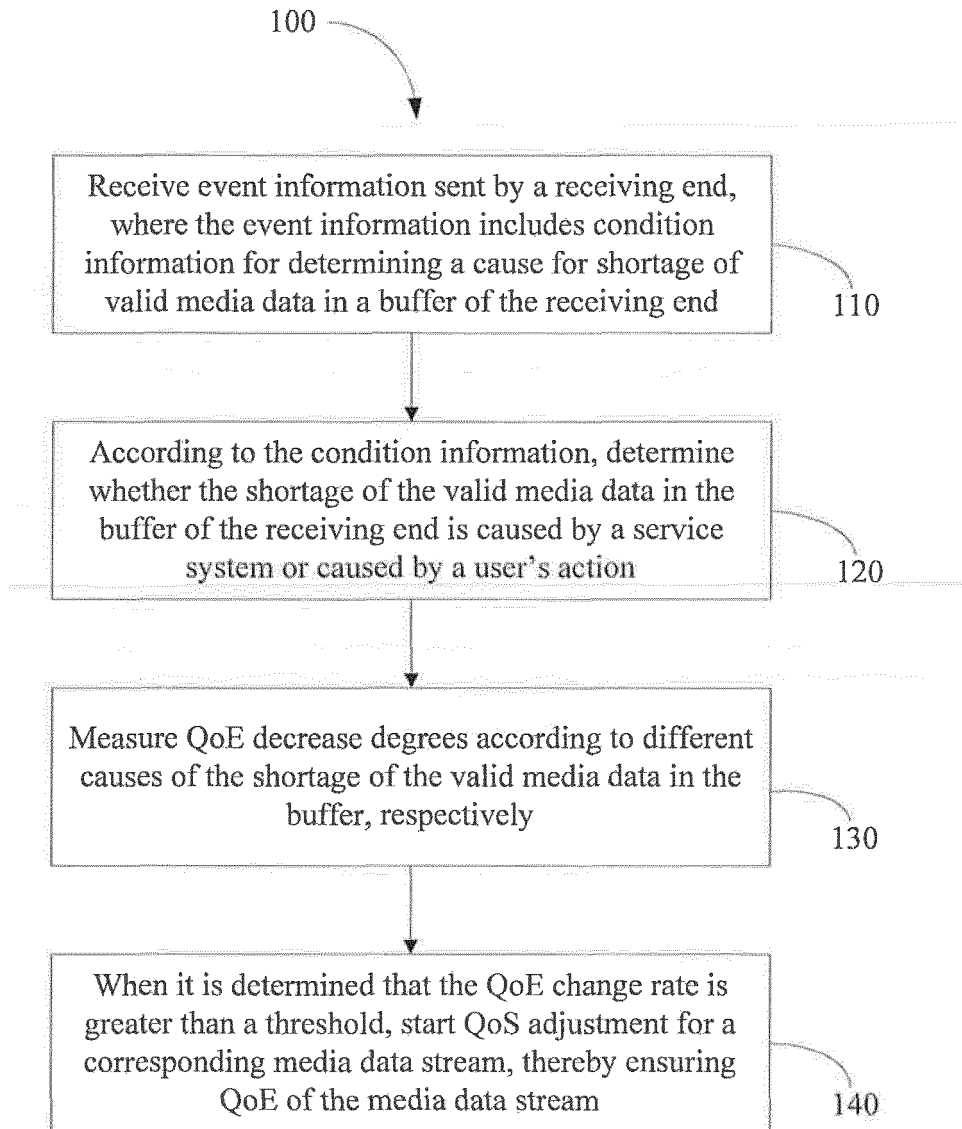 100
Receive event information sent by a receiving end,
where the event information includes condition
information for determining a cause for shortage of
valid media data in a buffer of the receiving end
110
According to the condition information, determine
whether the shortage of the valid media data in the
buffer of the receiving end is caused by a service
system or caused by a user's action
120
Measure QoE decrease degrees according to different
causes of the shortage of the valid media data in the
buffer, respectively
130
When it is determined that the QoE change rate is
greater than a threshold, start QoS adjustment for a
corresponding media data stream, thereby ensuring
QoE of the media data stream
140